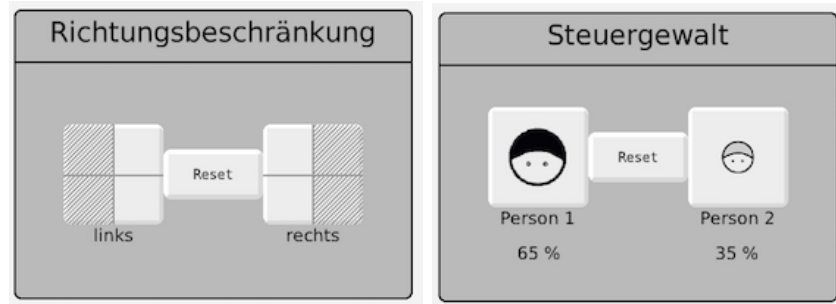 Richtungsbeschränkung
Reset
links
rechts
Steuergewalt
Reset
Person 1
Person 2
65 %
35 %